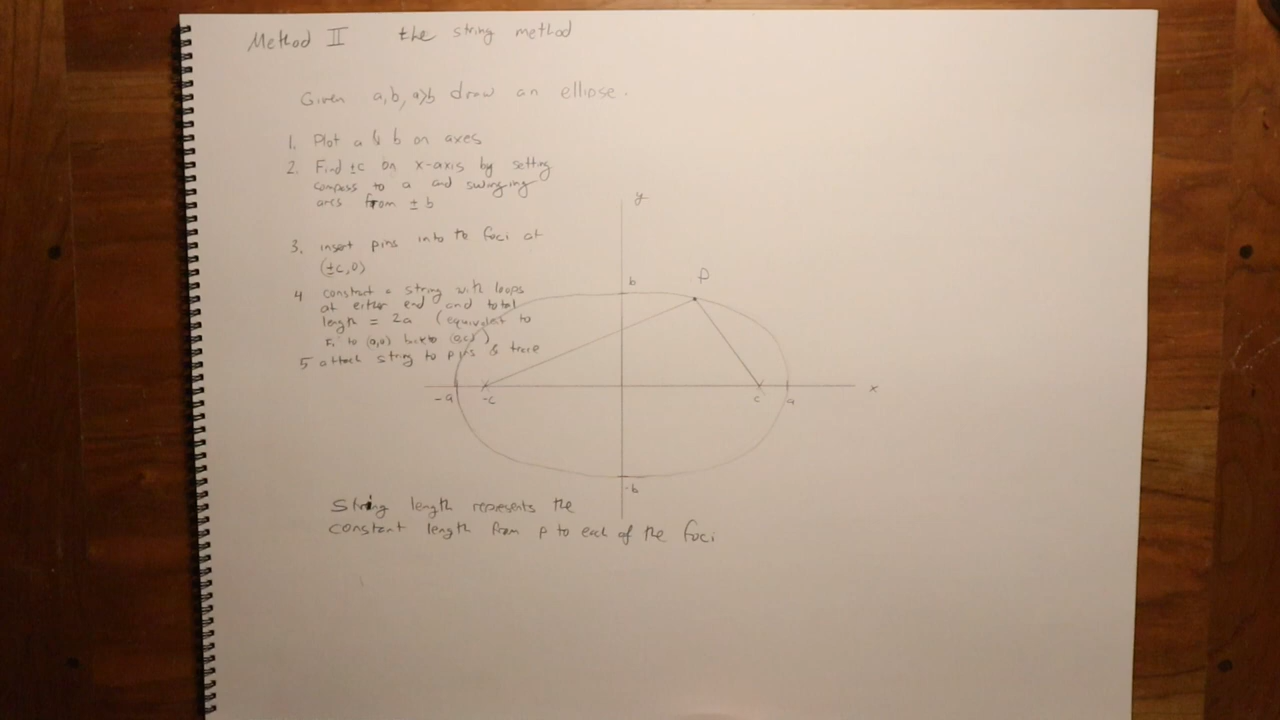 Method II the string method
Given a,b, a>b draw an ellipse.
1. Plot a & b on axes
2. Find ±c on x-axis by setting
compass to a and swinging
arcs from ± b
3. insert pins into the foci at
(±c,0)
4 construct a string with loops
at either end and total
length = 2a (equivalent to
F₁ to (a,0) back to
5 attach string to pins & trace
y
b
P
-a
-c
c
a
x
-b
String length represents the
constant length from p to each of the foci